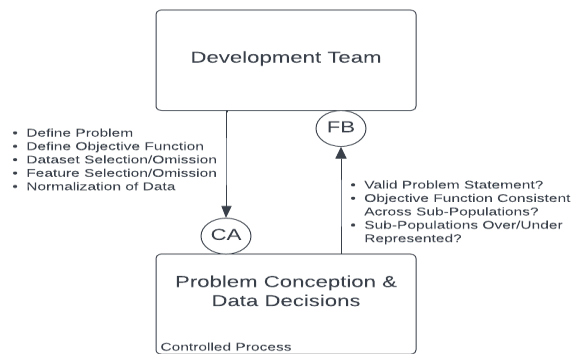 Development Team
FB
• Define Problem
• Define Objective Function
• Dataset Selection/Omission
• Feature Selection/Omission
• Normalization of Data
• Valid Problem Statement?
• Objective Function Consistent
Across Sub-Populations?
• Sub-Populations Over/Under
Represented?
CA
Problem Conception &
Data Decisions
Controlled Process